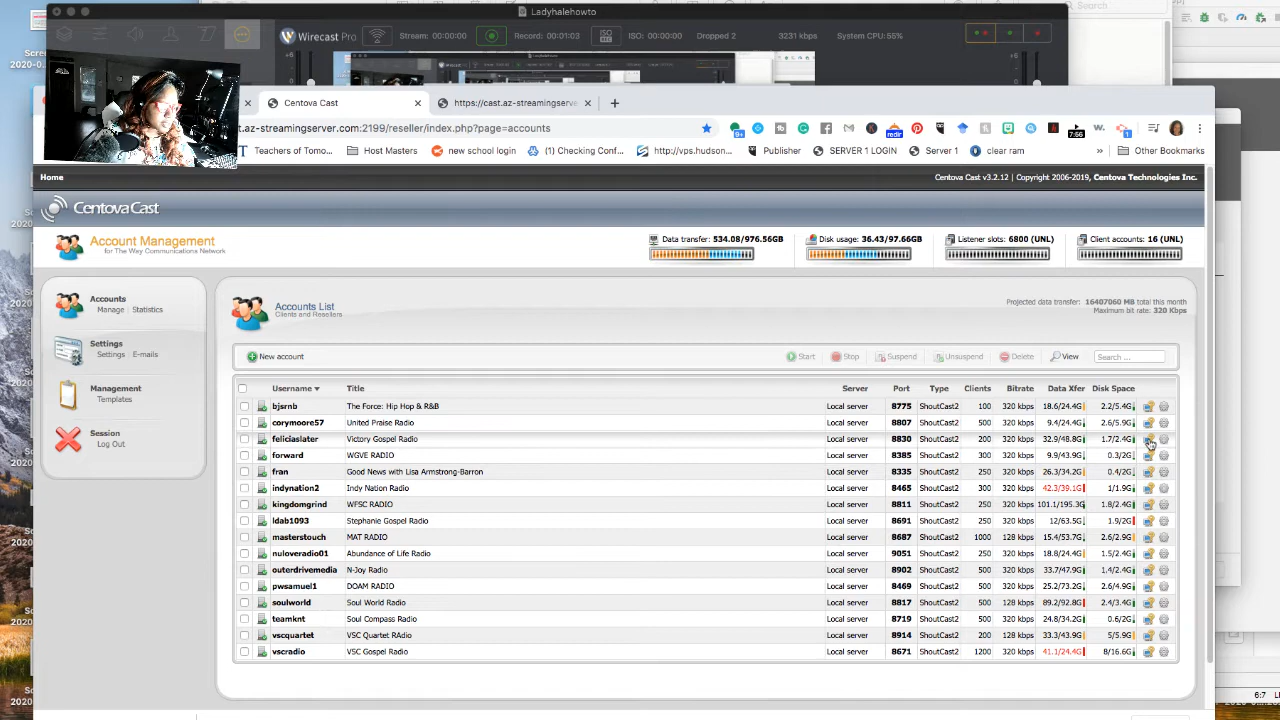 Ladyhalehowto
Search
Wirecast Pro
Stream: 00:00:00
Record: 00:01:03
ISO: 00:00:00
Dropped 2
3231 kbps
System CPU: 55%
Centova Cast
https://cast.az-streamingserve
t.az-streamingserver.com:2199/reseller/index.php?page=accounts
Teachers of Tomo...
Host Masters
new school login
(1) Checking Conf...
http://vps.hudson...
Publisher
SERVER 1 LOGIN
Server 1
clear ram
»
Other Bookmarks
Home
Centova Cast v3.2.12 | Copyright 2006-2019, Centova Technologies Inc.
CentovaCast
Account Management
for The Way Communications Network
Data transfer: 534.08/976.56GB
Disk usage: 36.43/97.66GB
Listener slots: 6800 (UNL)
Client accounts: 16 (UNL)
Accounts
Manage | Statistics
Settings
Settings | E-mails
Management
Templates
Session
Log Out
Accounts List
Clients and Resellers
Projected data transfer: 16407060 MB total this month
Maximum bit rate: 320 Kbps
New account
Start
Stop
Suspend
Unsuspend
Delete
View
Search ...
Username Title Server Port Type Clients Bitrate Data Xfer Disk Space
bjsrnb The Force: Hip Hop & R&B Local server 8775 ShoutCast2 100 320 kbps 18.6/24.4G 2.2/5.4G
corymoore57 United Praise Radio Local server 8807 ShoutCast2 500 320 kbps 9.4/24.4G 2.6/5.9G
feliciaslater Victory Gospel Radio Local server 8830 ShoutCast2 200 320 kbps 32.9/48.8G 1.7/2.4G
forward WGVE RADIO Local server 8385 ShoutCast2 300 320 kbps 9.9/43.9G 0.3/2G
fran Good News with Lisa Armstrong-Barron Local server 8335 ShoutCast2 250 320 kbps 26.3/34.2G 0.4/2G
indynation2 Indy Nation Radio Local server 8465 ShoutCast2 300 320 kbps 42.3/39.1G 1/1.9G
kingdomgrind WFSC RADIO Local server 8811 ShoutCast2 250 320 kbps 101.1/195.3G 1.8/2.4G
ldab1093 Stephanie Gospel Radio Local server 8691 ShoutCast2 250 320 kbps 12/63.5G 1.9/2G
masterstouch MAT RADIO Local server 8687 ShoutCast2 1000 128 kbps 15.4/53.7G 2.6/2.9G
nuloveradio01 Abundance of Life Radio Local server 9051 ShoutCast2 250 320 kbps 18.8/24.4G 1.5/2.4G
outerdrivemedia N-Joy Radio Local server 8902 ShoutCast2 500 320 kbps 33.7/47.9G 1.4/2.4G
pwsamuel1 DOAM RADIO Local server 8469 ShoutCast2 500 320 kbps 25.2/73.2G 2.6/4.9G
soulworld Soul World Radio Local server 8817 ShoutCast2 500 128 kbps 89.2/92.8G 2.4/3.4G
teamknt Soul Compass Radio Local server 8719 ShoutCast2 500 320 kbps 24.8/34.2G 0.6/2G
vscquartet VSC Quartet RAdio Local server 8914 ShoutCast2 200 128 kbps 33.3/43.9G 5/5.9G
vscradio VSC Gospel Radio Local server 8671 ShoutCast2 1200 320 kbps 41.1/24.4G 8/16.6G
6:7